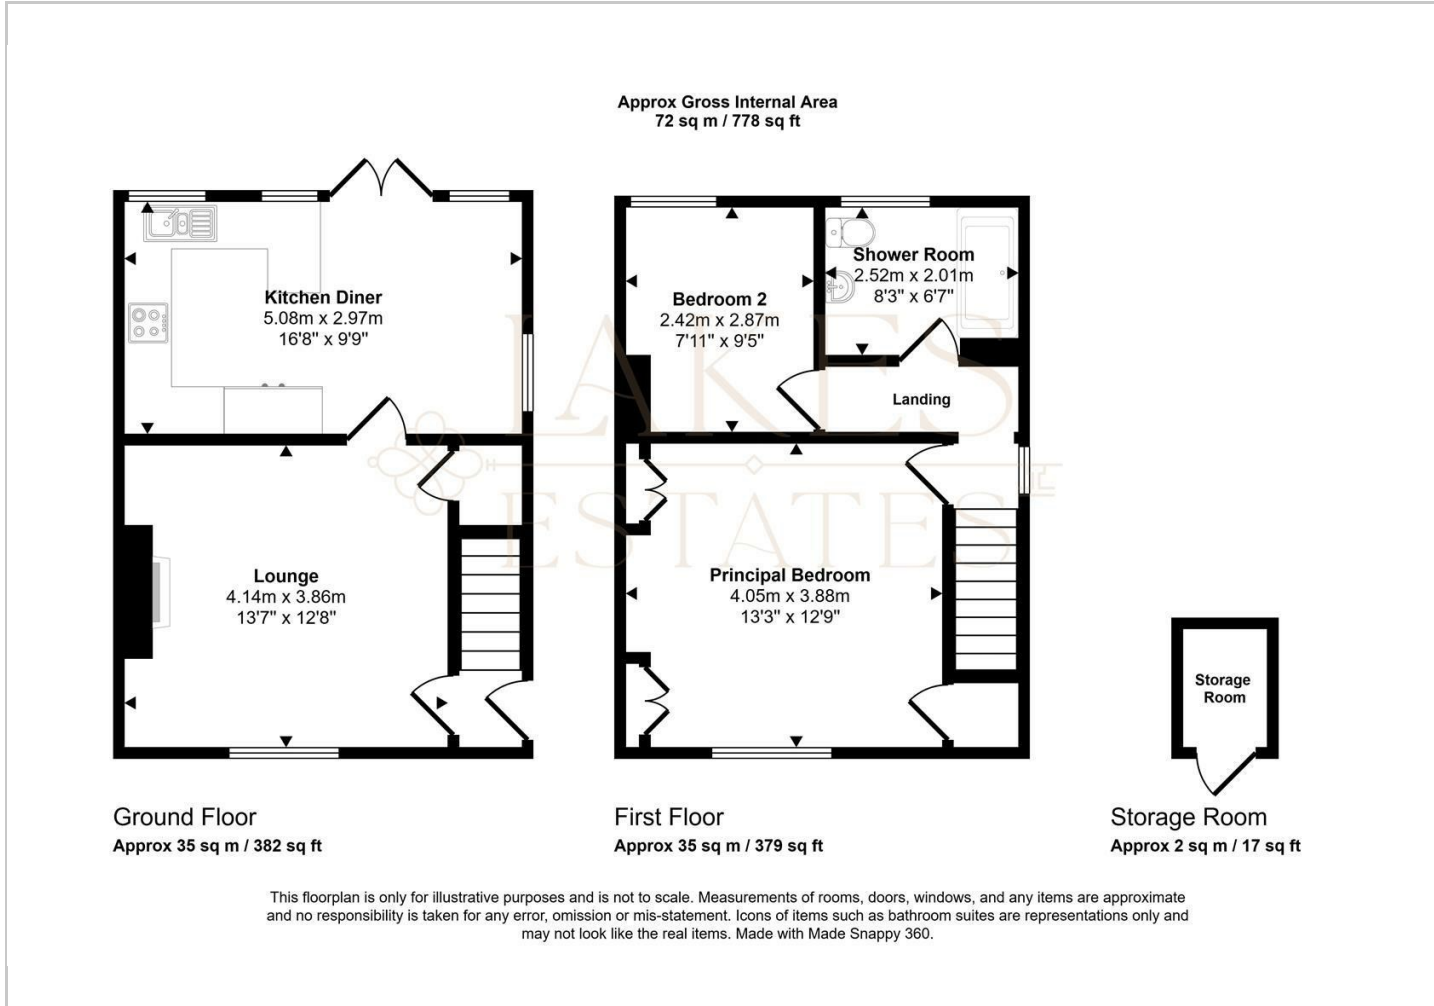 Approx Gross Internal Area
72 sq m / 778 sq ft
Kitchen Diner
5.08m x 2.97m
16'8" x 9'9"
Lounge
4.14m x 3.86m
13'7" x 12'8"
Bedroom 2
2.42m x 2.87m
7'11" x 9'5"
Shower Room
2.52m x 2.01m
8'3" x 6'7"
Landing
Principal Bedroom
4.05m x 3.88m
13'3" x 12'9"
Storage
Room
LAKES
ESTATES
Ground Floor
Approx 35 sq m / 382 sq ft
First Floor
Approx 35 sq m / 379 sq ft
Storage Room
Approx 2 sq m / 17 sq ft
This floorplan is only for illustrative purposes and is not to scale. Measurements of rooms, doors, windows, and any items are approximate
and no responsibility is taken for any error, omission or mis-statement. Icons of items such as bathroom suites are representations only and
may not look like the real items. Made with Made Snappy 360.